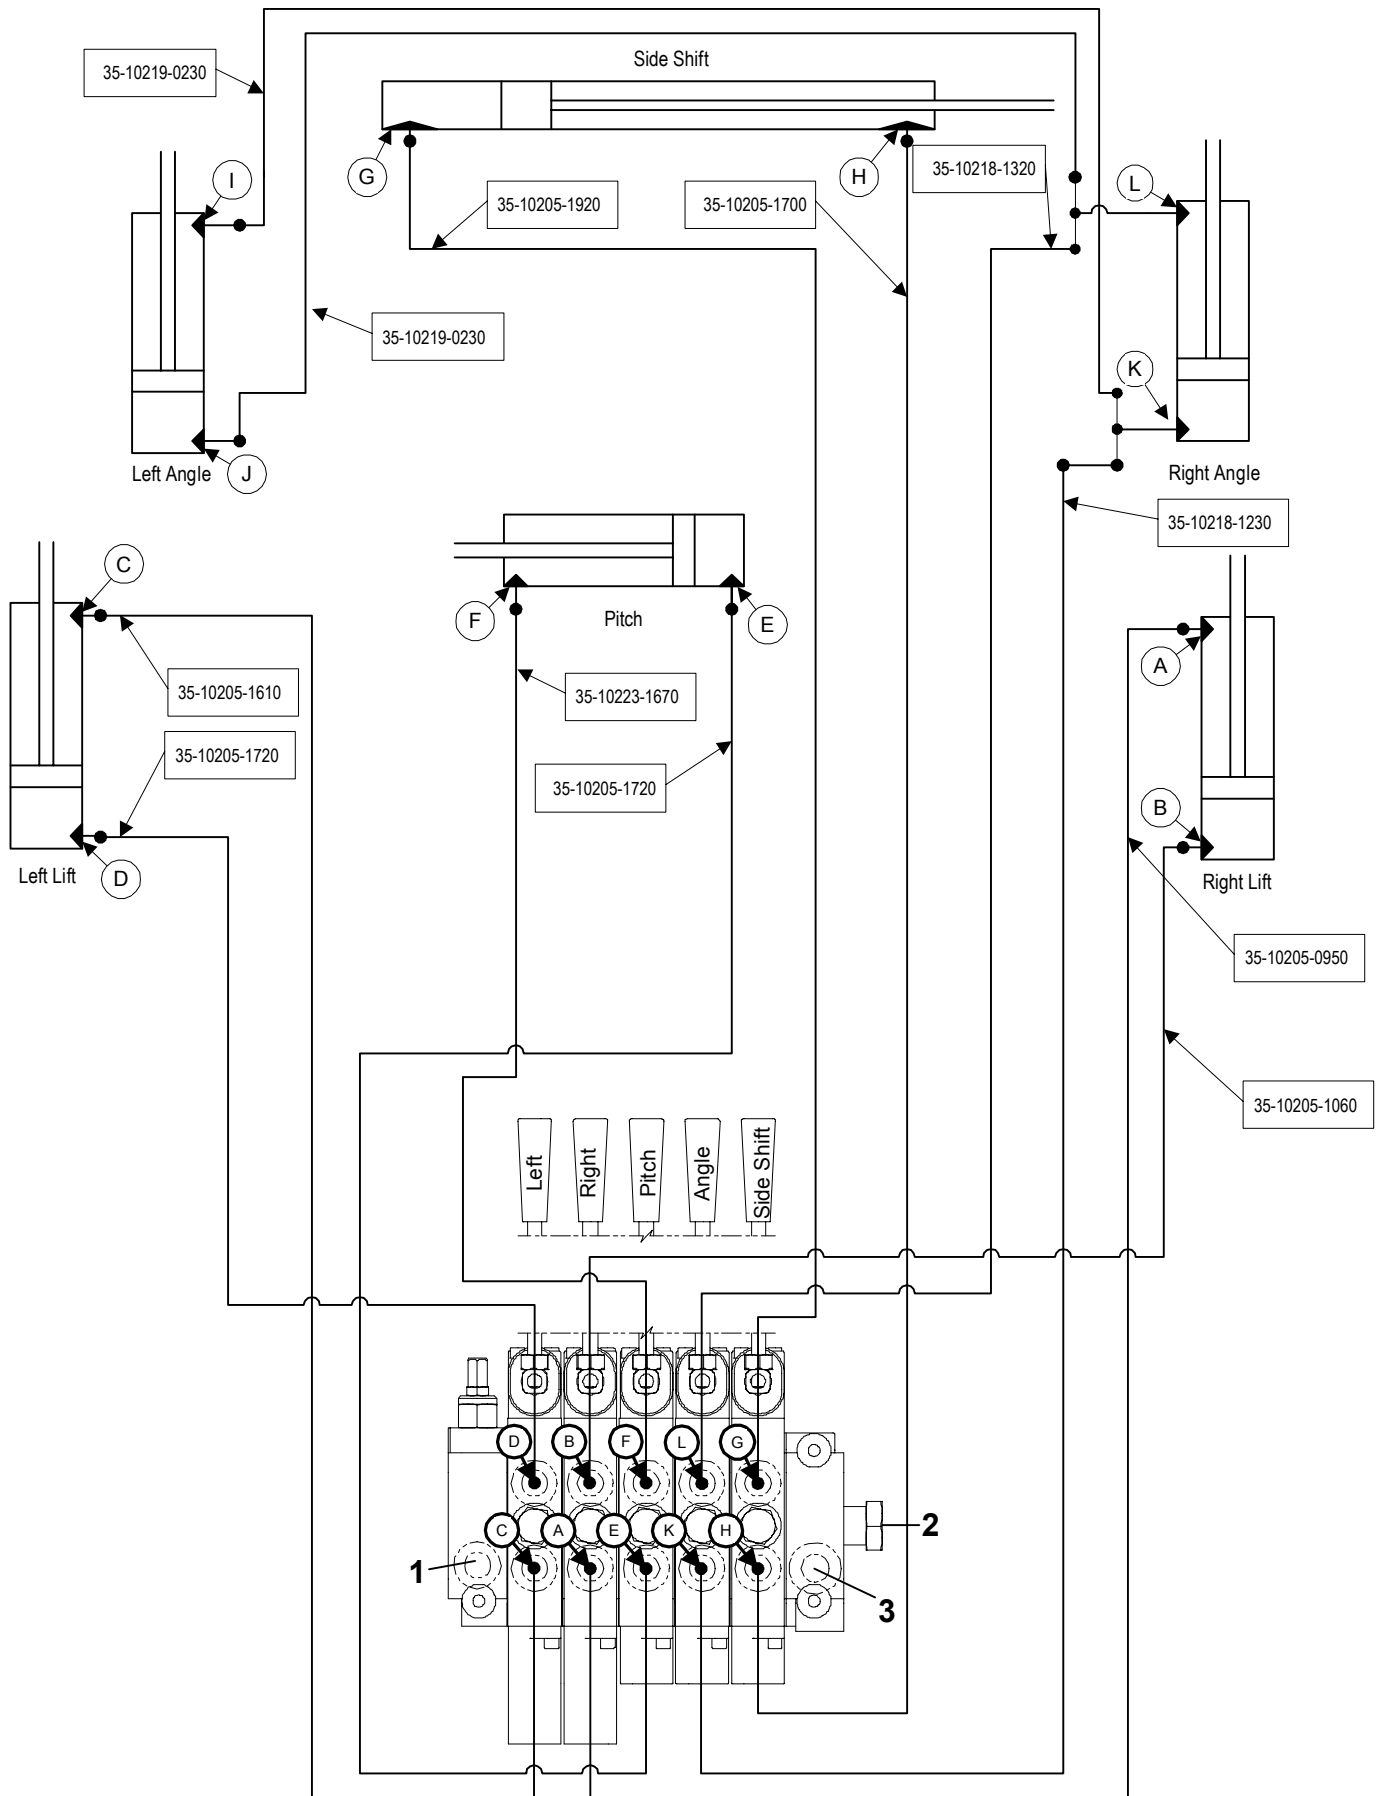 Side Shift
35-10219-0230
G
H
35-10218-1320
I
L
35-10205-1920
35-10205-1700
35-10219-0230
K
Left Angle
J
Right Angle
35-10218-1230
C
F
Pitch
E
A
35-10205-1610
35-10223-1670
35-10205-1720
35-10205-1720
B
Left Lift
D
Right Lift
35-10205-0950
35-10205-1060
Left
Right
Pitch
Angle
Side Shift
D
B
F
L
G
C
A
E
K
H
2
1
3